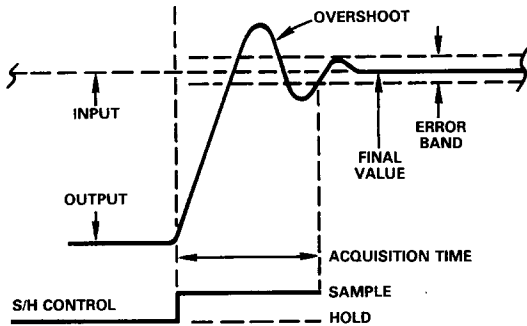 OVERSHOOT
INPUT
ERROR
BAND
FINAL
VALUE
OUTPUT
ACQUISITION TIME
SAMPLE
S/H CONTROL
HOLD